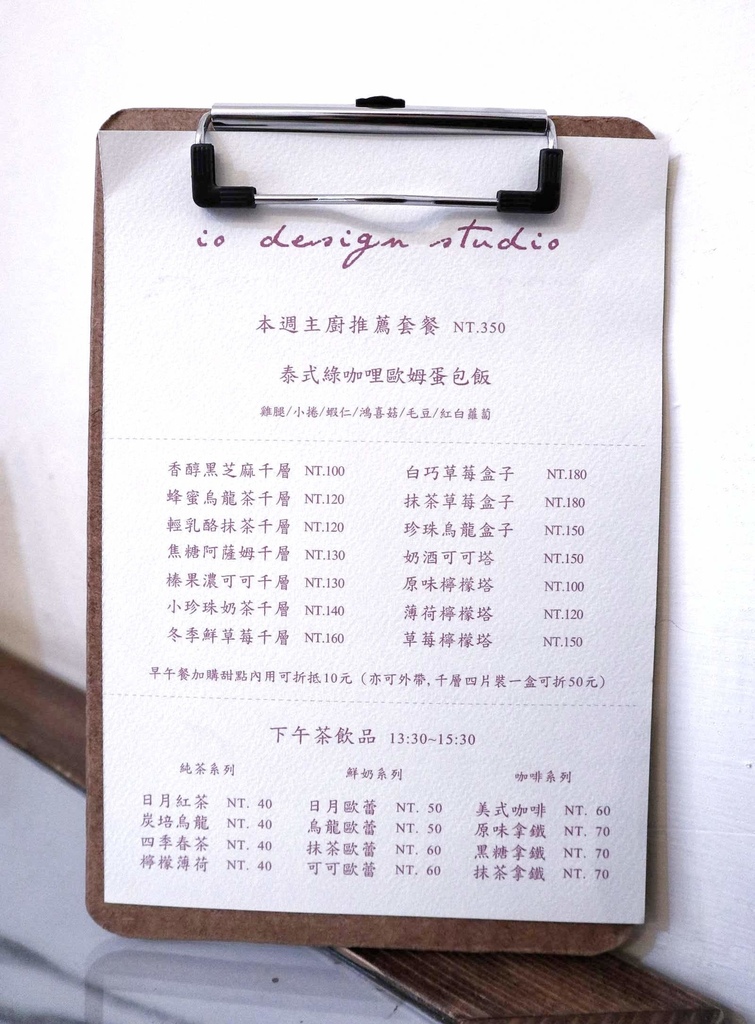 io design studio
本週主廚推薦套餐 NT.350
泰式綠咖哩歐姆蛋包飯
雞腿/小捲/蝦仁/鴻喜菇/毛豆/紅白蘿蔔
香醇黑芝麻千層 NT.100
蜂蜜烏龍茶千層 NT.120
輕乳酪抹茶千層 NT.120
焦糖阿薩姆千層 NT.130
榛果濃可可千層 NT.130
小珍珠奶茶千層 NT.140
冬季鮮草莓千層 NT.160
白巧草莓盒子 NT.180
抹茶草莓盒子 NT.180
珍珠烏龍盒子 NT.150
奶酒可可塔 NT.150
原味檸檬塔 NT.100
薄荷檸檬塔 NT.120
草莓檸檬塔 NT.150
早午餐加購甜點內用可折抵10元（亦可外帶,千層四片裝一盒可折50元）
下午茶飲品 13:30~15:30
純茶系列
日月紅茶 NT. 40
炭培烏龍 NT. 40
四季春茶 NT. 40
檸檬薄荷 NT. 40
鮮奶系列
日月歐蕾 NT. 50
烏龍歐蕾 NT. 50
抹茶歐蕾 NT. 60
可可歐蕾 NT. 60
咖啡系列
美式咖啡 NT. 60
原味拿鐵 NT. 70
黑糖拿鐵 NT. 70
抹茶拿鐵 NT. 70